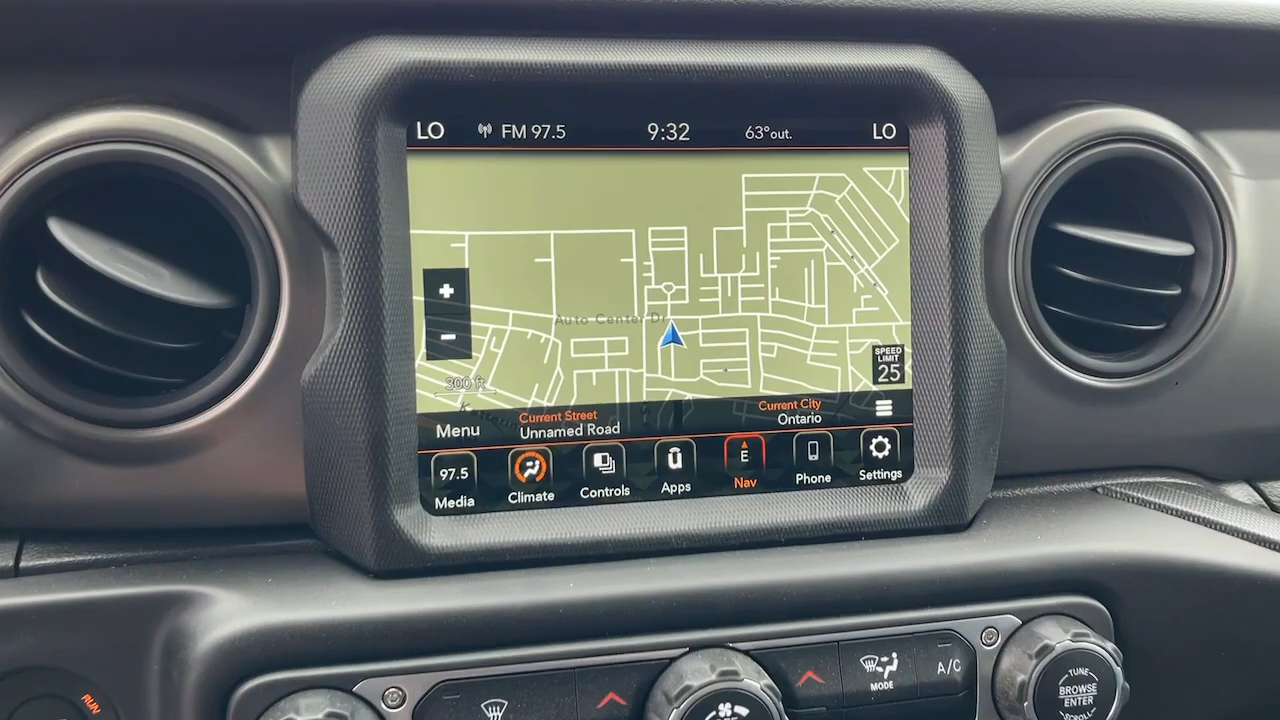 LO FM 97.5 9:32 63°out. LO
Auto Center Dr
SPEED
LIMIT
25
300 ft
Current Street
Unnamed Road
Current City
Ontario
Menu
97.5
E
Media
Climate
Controls
Apps
Nav
Phone
Settings
RUN
MODE
A/C
TUNE
BROWSE
ENTER
SCROLL